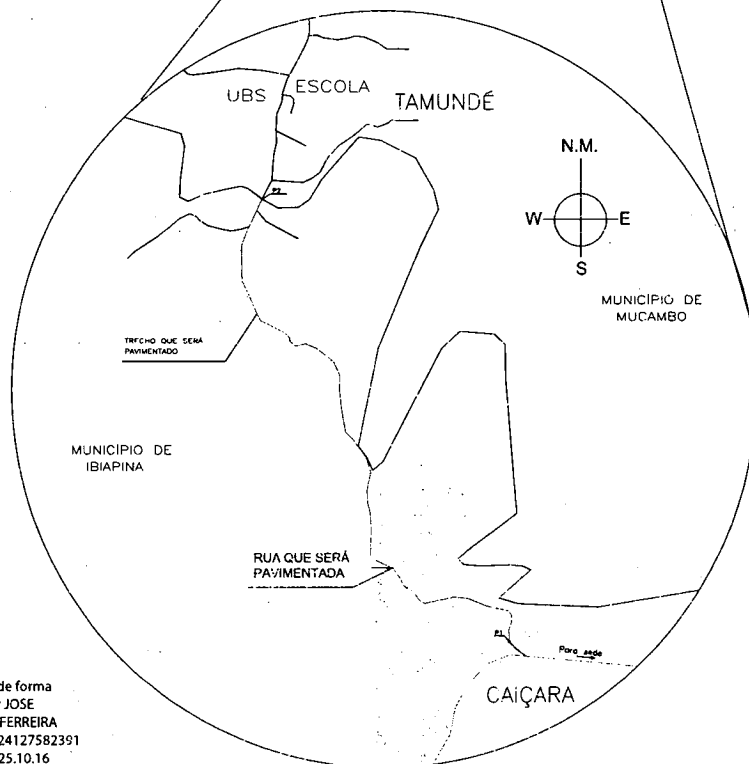 UBS
ESCOLA
TAMUNDÉ
N.M.
W
E
S
P2
MUNICÍPIO DE
MUCAMBO
TRECHO QUE SERÁ
PAVIMENTADO
MUNICÍPIO DE
IBIAPINA
RUA QUE SERÁ
PAVIMENTADA
P1
Para sede
CAIÇARA
de forma
JOSE
FERREIRA
24127582391
25.10.16